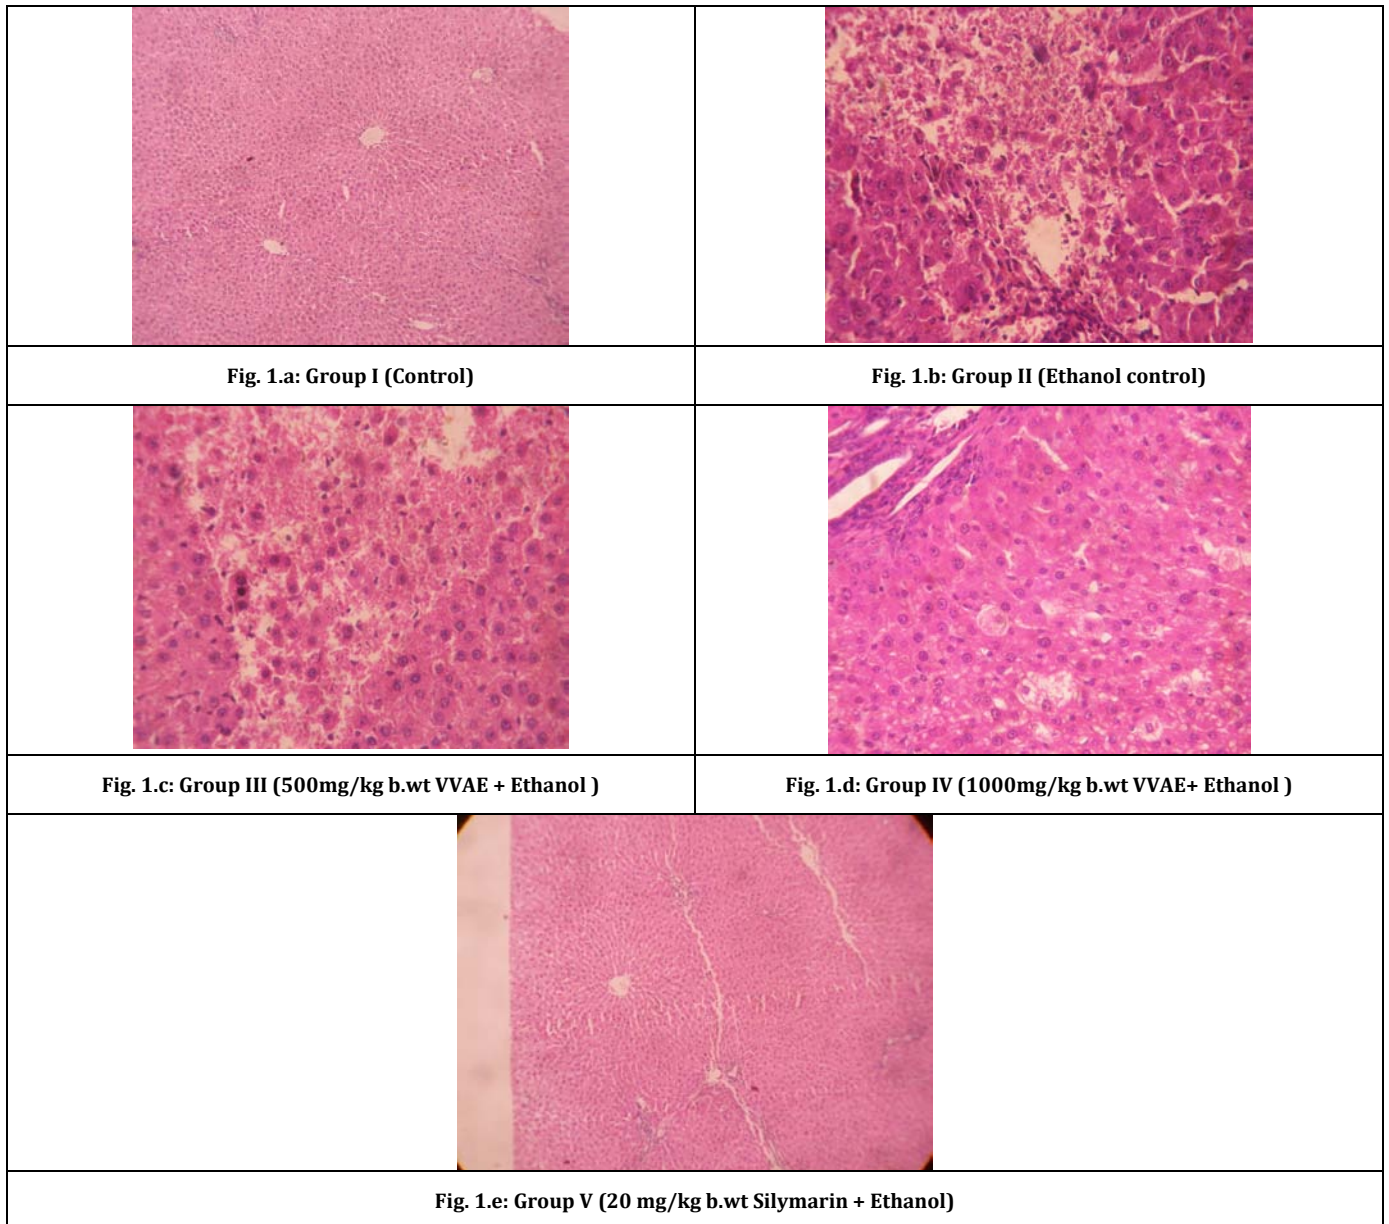 Fig. 1.a: Group I (Control)
Fig. 1.b: Group II (Ethanol control)
Fig. 1.c: Group III (500mg/kg b.wt VVAE + Ethanol )
Fig. 1.d: Group IV (1000mg/kg b.wt VVAE+ Ethanol )
Fig. 1.e: Group V (20 mg/kg b.wt Silymarin + Ethanol)